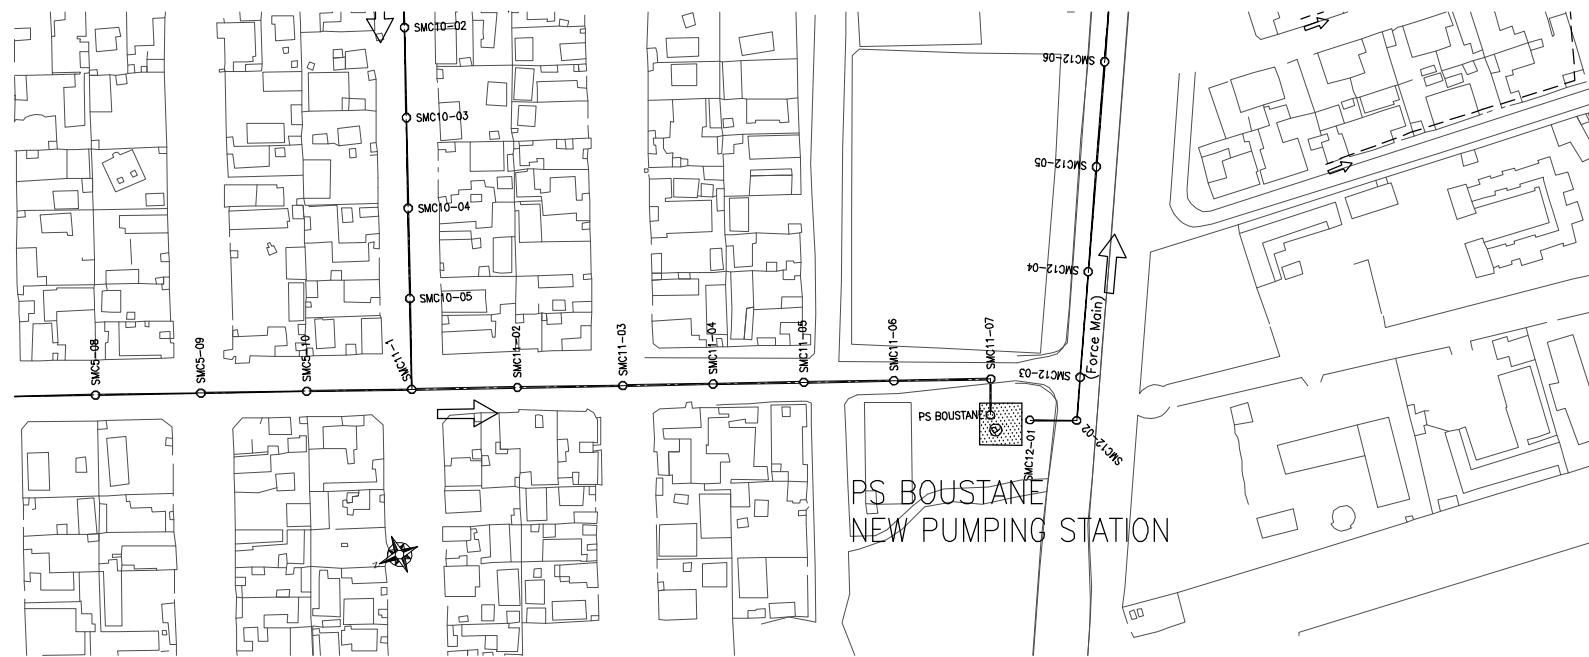 SMC10-02
SMC12-06
SMC10-03
SMC12-05
SMC10-04
SMC12-04
SMC10-05
(Force Main)
SMC5-08
SMC5-09
SMC5-10
SMC11-1
SMC11-02
SMC11-03
SMC11-04
SMC11-05
SMC11-06
SMC11-07
SMC12-03
PS BOUSTANE
SMC12-01
SMC12-02
PS BOUSTANE
NEW PUMPING STATION